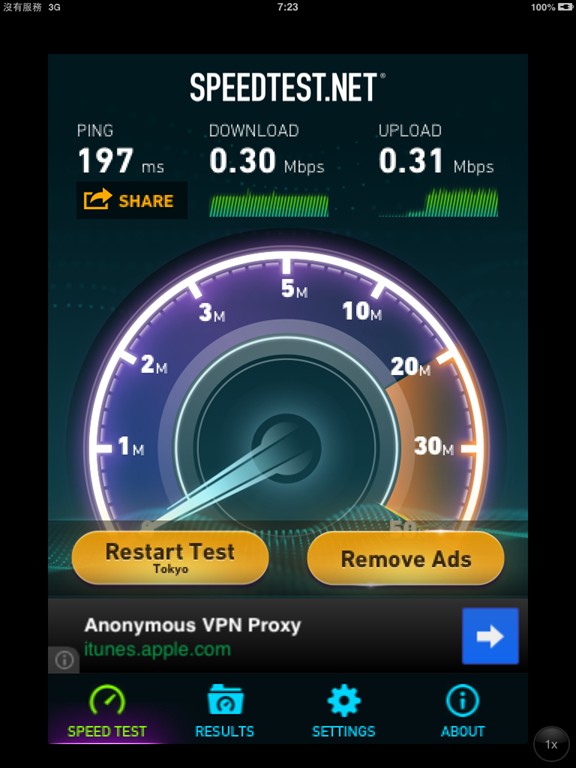 沒有服務 3G 7:23 100%
SPEEDTEST.NET®
PING DOWNLOAD UPLOAD
197 ms 0.30 Mbps 0.31 Mbps
SHARE
5M
3M 10M
2M 20M
1M 30M
50
Restart Test Remove Ads
Tokyo
Anonymous VPN Proxy
itunes.apple.com
SPEED TEST RESULTS SETTINGS ABOUT
1x